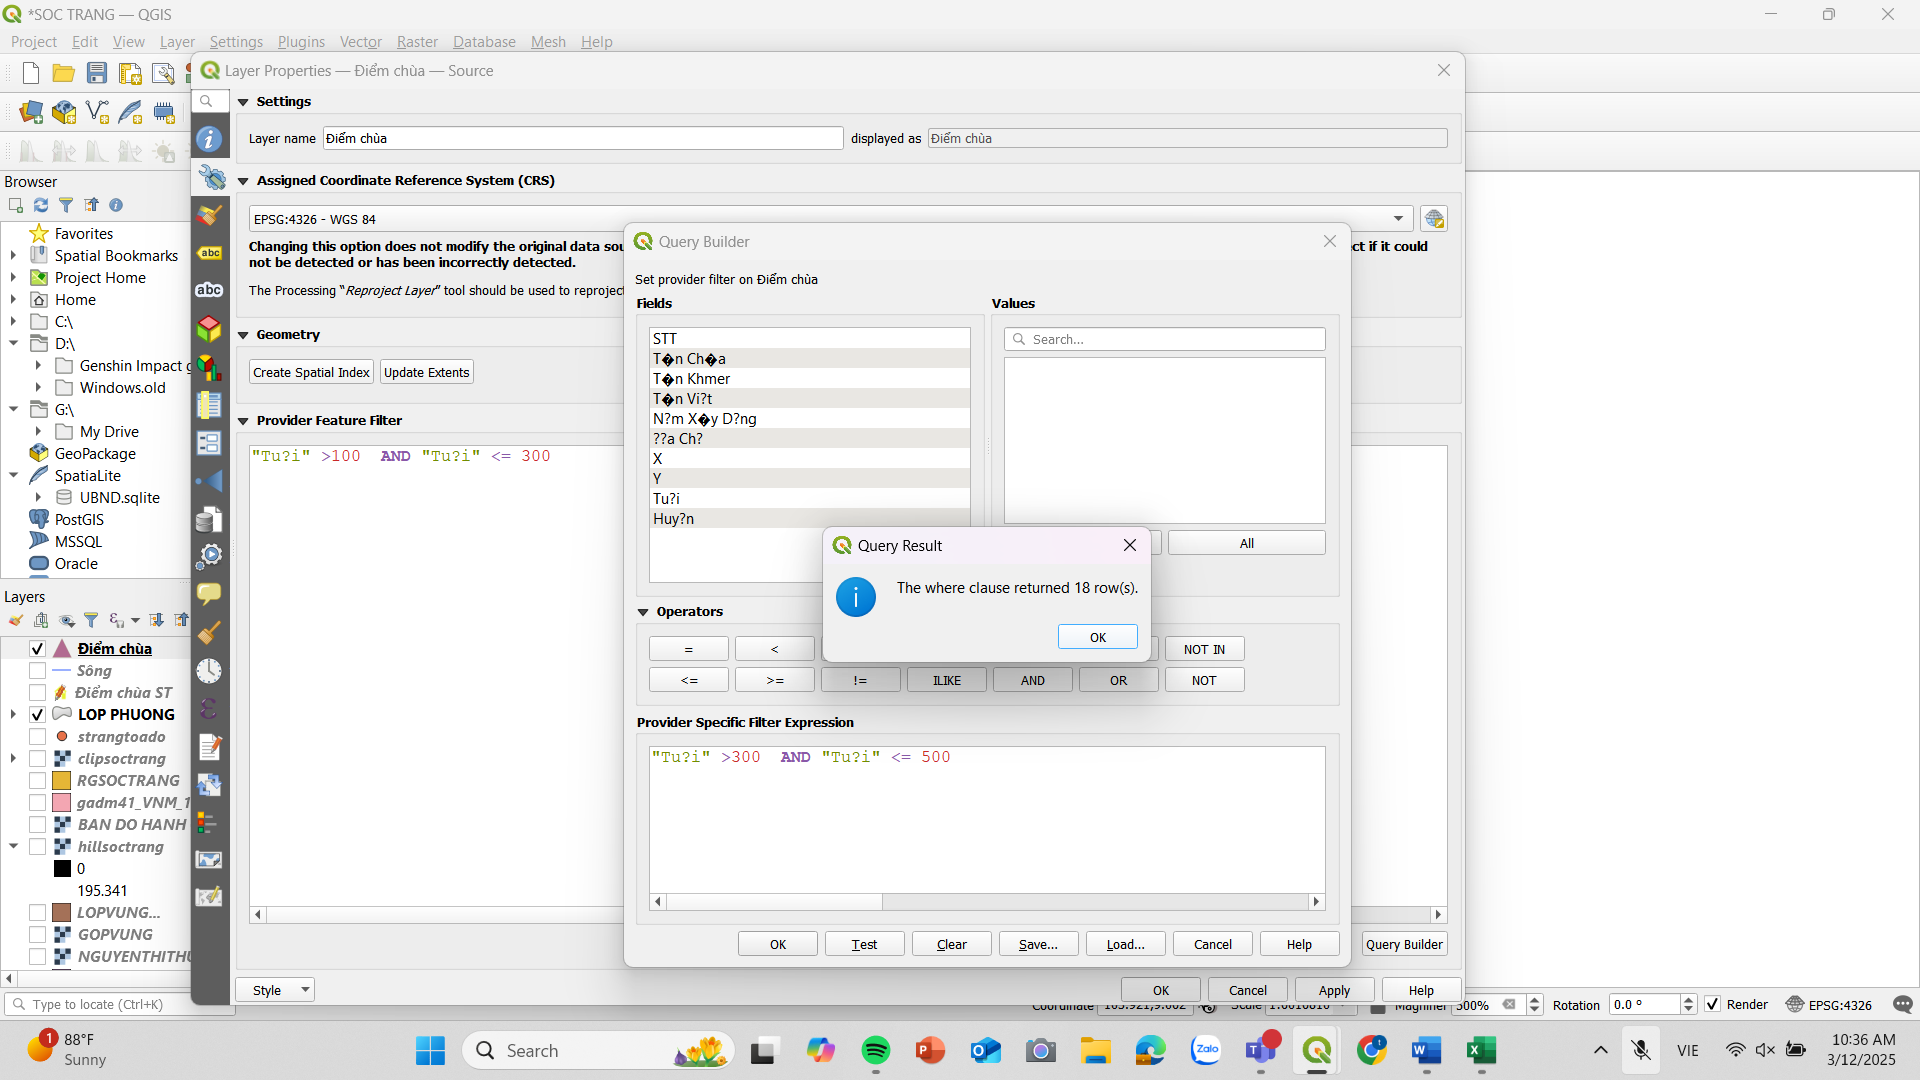 *SOC TRANG — QGIS
Project Edit View Layer Settings Plugins Vector Raster Database Mesh Help
Layer Properties — Điểm chùa — Source
Settings
Layer name Điểm chùa displayed as Điểm chùa
Assigned Coordinate Reference System (CRS)
EPSG:4326 - WGS 84
Changing this option does not modify the original data sou
ct if it could
not be detected or has been incorrectly detected.
The Processing “Reproject Layer” tool should be used to reproject
Geometry
Create Spatial Index Update Extents
Provider Feature Filter
"Tu?i" >100 AND "Tu?i" <= 300
Query Builder
Style OK Cancel Apply Help
Browser
Favorites
Spatial Bookmarks
Project Home
Home
C:\
D:\
Genshin Impact g
Windows.old
G:\
My Drive
GeoPackage
SpatiaLite
UBND.sqlite
PostGIS
MSSQL
Oracle
Layers
Điểm chùa
Sông
Điểm chùa ST
LOP PHUONG
strangtoado
clipsoctrang
RGSOCTRANG
gadm41_VNM_1
BAN DO HANH
hillsoctrang
0
195.341
LOPVUNG...
GOPVUNG
NGUYENTHITHU
Query Builder
Set provider filter on Điểm chùa
Fields Values
STT
T�n Ch�a
T�n Khmer
T�n Vi?t
N?m X�y D?ng
??a Ch?
X
Y
Tu?i
Huy?n
Search...
All
Query Result
The where clause returned 18 row(s).
OK
Operators
= < NOT IN
<= >= != ILIKE AND OR NOT
Provider Specific Filter Expression
"Tu?i" >300 AND "Tu?i" <= 500
OK Test Clear Save... Load... Cancel Help
Type to locate (Ctrl+K)
Coordinate Scale Magnifier 500% Rotation 0.0 ° Render EPSG:4326
88°F
Sunny
1
Search
Zalo
VIE
10:36 AM
3/12/2025